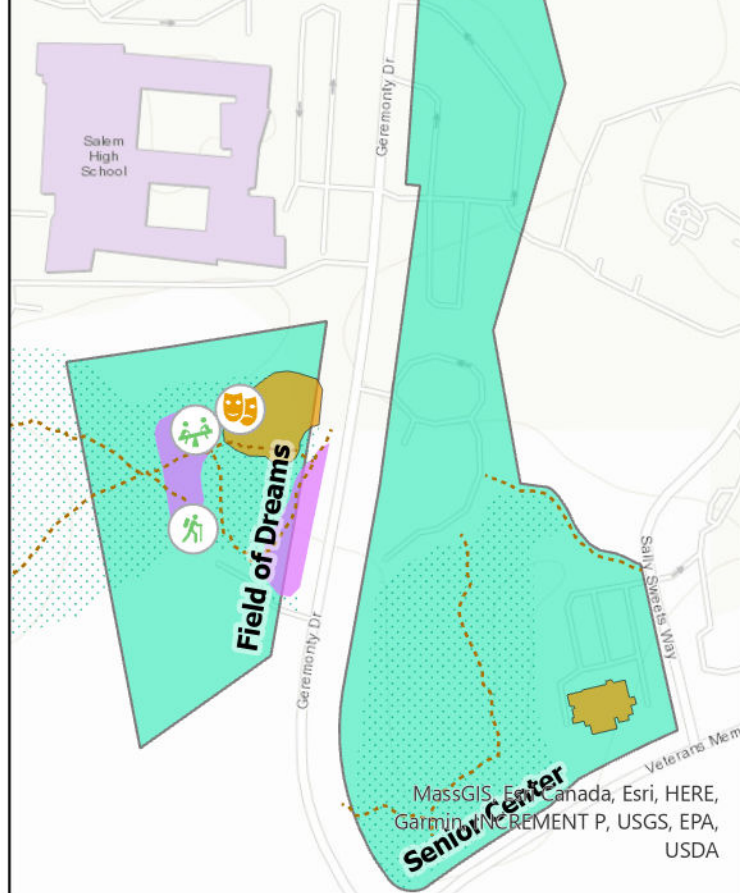 Geremonty Dr
Salem
High
School
Field of Dreams
Sally Sweets Way
Geremonty Dr
Veterans Mem
Senior Center
MassGIS, Esri Canada, Esri, HERE,
Garmin, INCREMENT P, USGS, EPA,
USDA